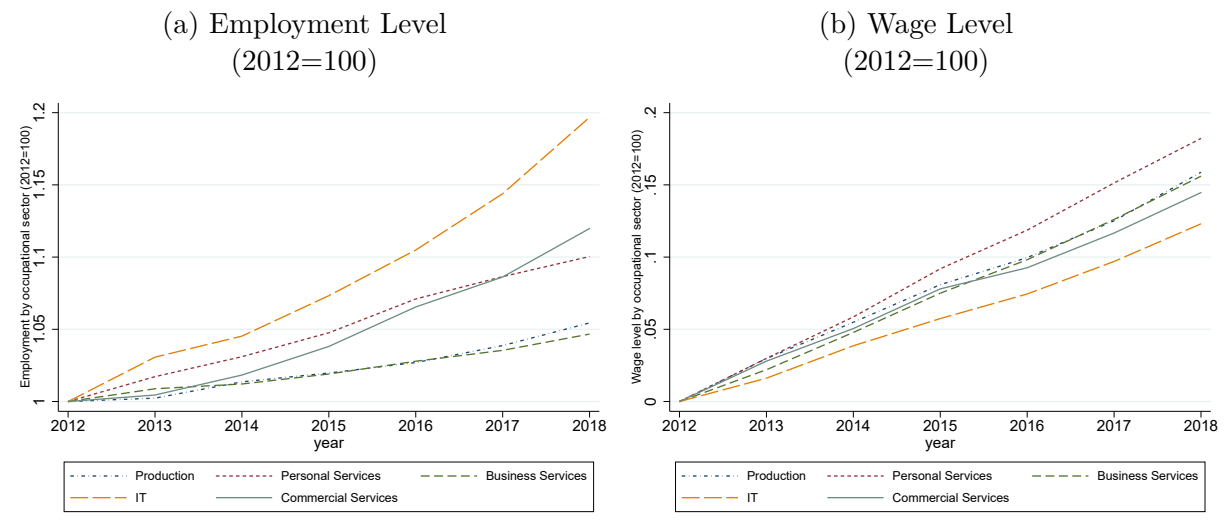 (a) Employment Level
(2012=100)
Employment by occupational sector (2012=100)
1.2
1.15
1.1
1.05
1
2012 2013 2014 2015 2016 2017 2018
year
Production Personal Services Business Services
IT Commercial Services
(b) Wage Level
(2012=100)
Wage level by occupational sector (2012=100)
.2
.15
.1
.05
0
2012 2013 2014 2015 2016 2017 2018
year
Production Personal Services Business Services
IT Commercial Services